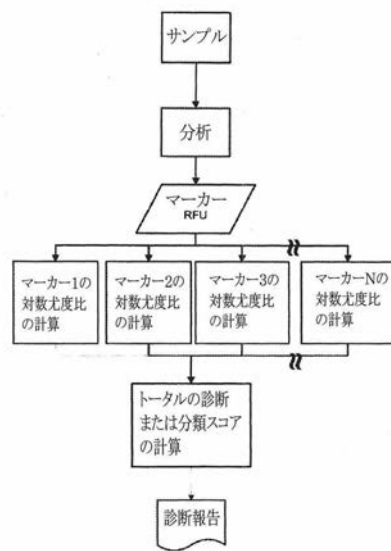 サンプル
分析
マーカー
RFU
マーカー1の
対数尤度比
の計算
マーカー2の
対数尤度比
の計算
マーカー3の
対数尤度比
の計算
マーカーNの
対数尤度比
の計算
トータルの診断
または分類スコア
の計算
診断報告